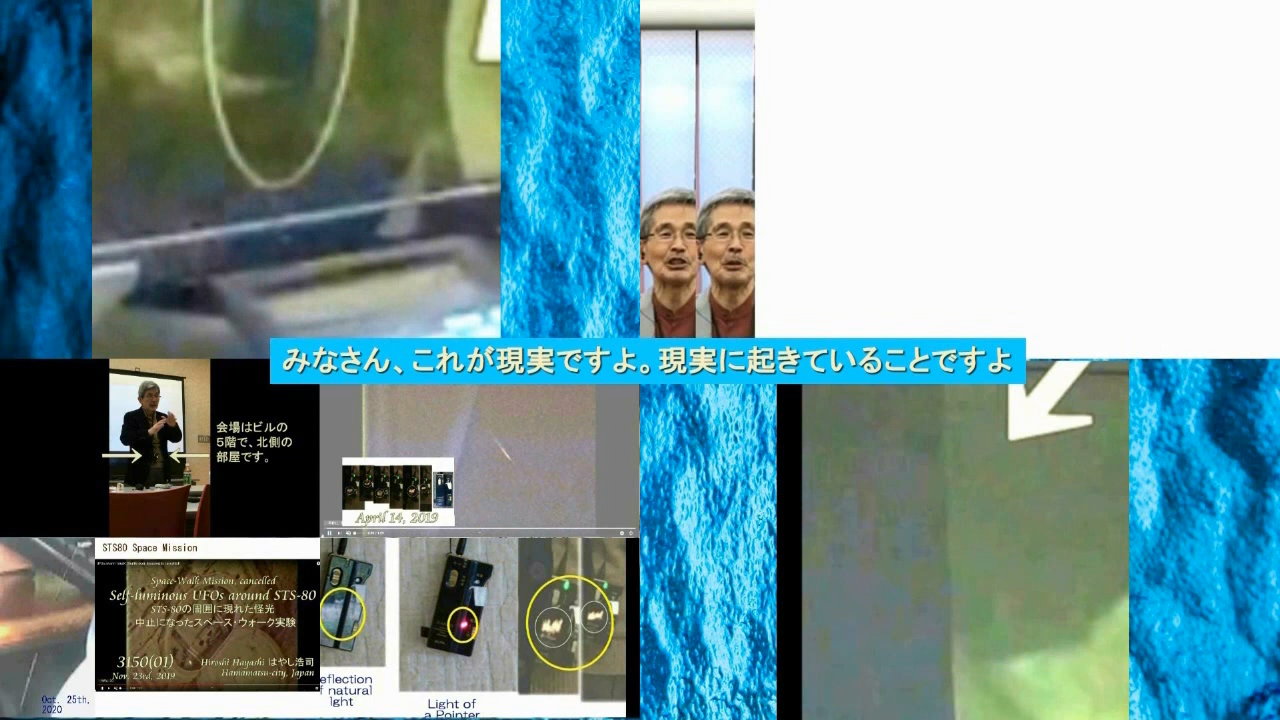 みなさん、これが現実ですよ。現実に起きていることですよ
会場はビルの
5階で、北側の
部屋です。
April 14, 2019
STS80 Space Mission
Space-Walk Mission, cancelled
Self-luminous UFOs around STS-80
STS-80の周囲に現れた怪光
中止になったスペース・ウォーク実験
3150(01)
Hiroshi Hayashi はやし浩司
Nov. 23rd, 2019
Hamamatsu-city, Japan
Oct. 25th,
2020
eflection
f natural
lght
Light of
a Pointer